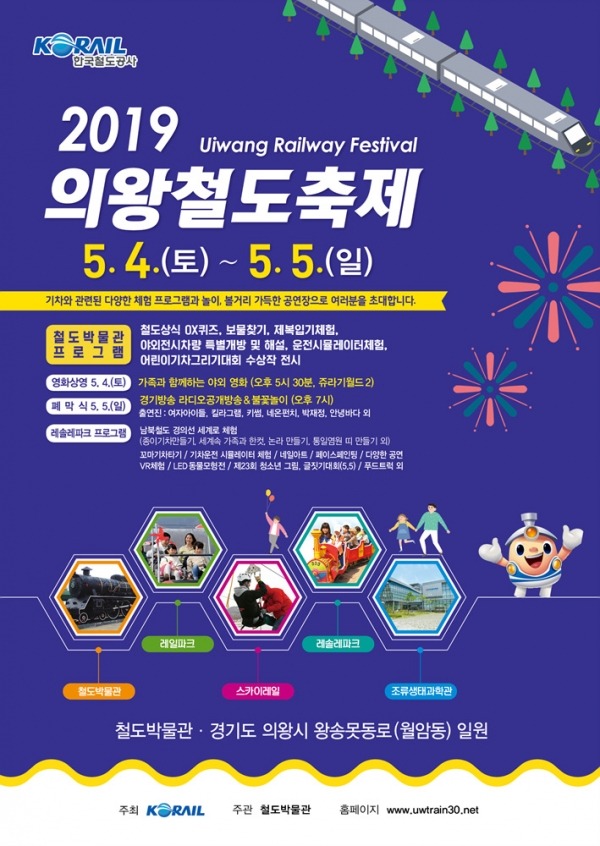 KORAIL
한국철도공사
2019 Uiwang Railway Festival
의왕철도축제
5. 4.(토) ~ 5. 5.(일)
기차와 관련된 다양한 체험 프로그램과 놀이, 볼거리 가득한 공연장으로 여러분을 초대합니다.
철도박물관
프로그램
철도상식 OX퀴즈, 보물찾기, 제복입기체험,
야외전시차량 특별개방 및 해설, 운전시뮬레이터체험,
어린이기차그리기대회 수상작 전시
영화상영 5. 4.(토) 가족과 함께하는 야외 영화 (오후 5시 30분, 쥬라기월드 2)
폐 막 식 5. 5.(일) 경기방송 라디오공개방송 & 불꽃놀이 (오후 7시)
출연진 : 여자아이들, 킬라그램, 키썸, 네온펀치, 박재정, 안녕바다 외
레솔레파크 프로그램 남북철도 경의선 세계로 체험
(종이기차만들기, 세계속 가족과 한컷, 논라 만들기, 통일염원 띠 만들기 외)
꼬마기차타기 / 기차운전 시뮬레이터 체험 / 네일아트 / 페이스페인팅 / 다양한 공연
VR체험 / LED 동물모형전 / 제23회 청소년 그림, 글짓기대회(5.5) / 푸드트럭 외
레일파크
레솔레파크
철도박물관
스카이레일
조류생태과학관
철도박물관 · 경기도 의왕시 왕송못동로(월암동) 일원
주최 KORAIL 주관 철도박물관 홈페이지 www.uwtrain30.net